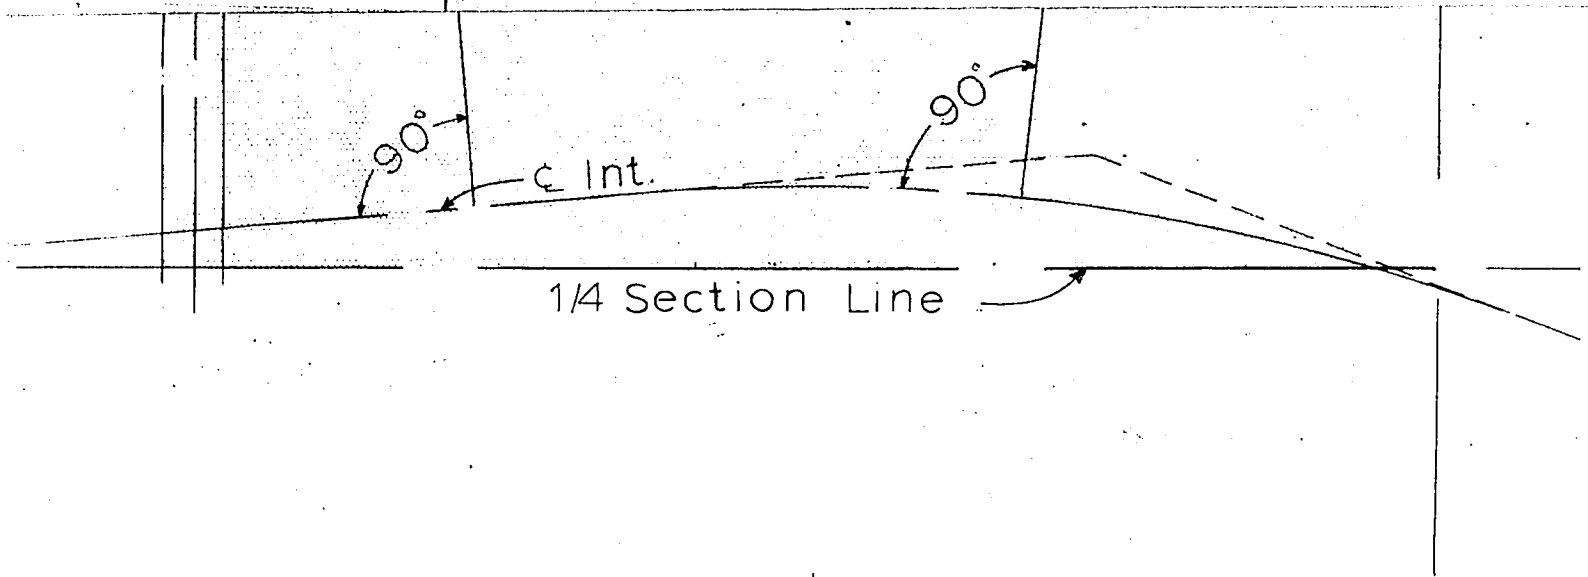 90°
90°
℄ Int.
1/4 Section Line